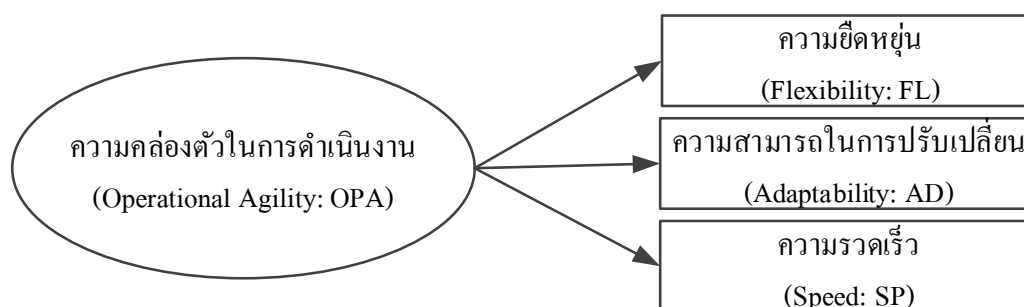 ความคล่องตัวในการดำเนินงาน
(Operational Agility: OPA)
ความยืดหยุ่น
(Flexibility: FL)
ความสามารถในการปรับเปลี่ยน
(Adaptability: AD)
ความรวดเร็ว
(Speed: SP)